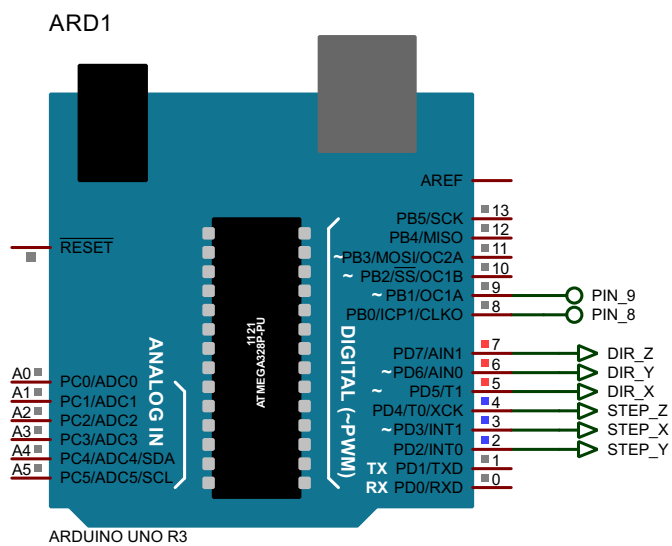 ARD1
AREF
PB5/SCK 13
PB4/MISO 12
~PB3/MOSI/OC2A 11
~ PB2/SS/OC1B 10
~ PB1/OC1A 9 PIN_9
PB0/ICP1/CLKO 8 PIN_8
RESET
PD7/AIN1 7 DIR_Z
~PD6/AIN0 6 DIR_Y
~ PD5/T1 5 DIR_X
PD4/T0/XCK 4 STEP_Z
~PD3/INT1 3 STEP_X
PD2/INT0 2 STEP_Y
TX PD1/TXD 1
RX PD0/RXD 0
A0 PC0/ADC0
A1 PC1/ADC1
A2 PC2/ADC2
A3 PC3/ADC3
A4 PC4/ADC4/SDA
A5 PC5/ADC5/SCL
ANALOG IN
1121
ATMEGA328P-PU
DIGITAL (~PWM)
ARDUINO UNO R3